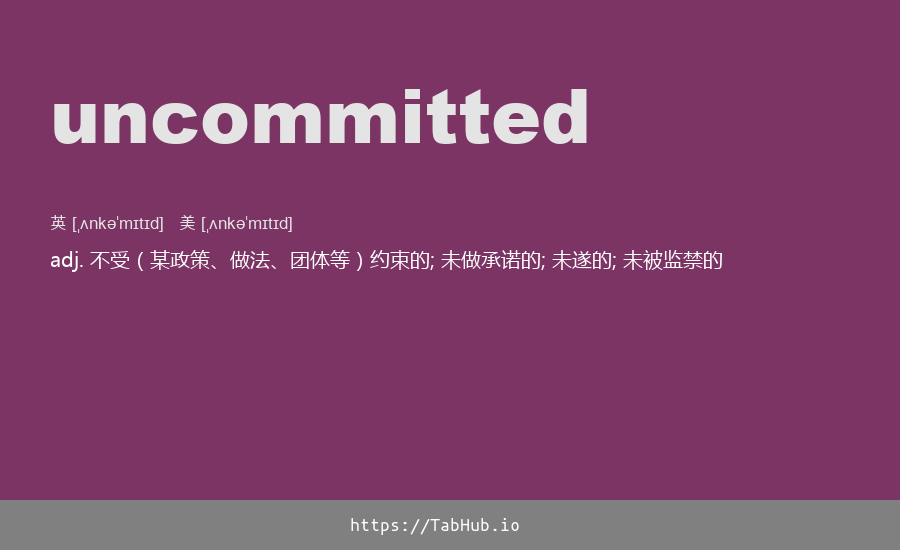 uncommitted
英 [ˌʌnkəˈmɪtɪd] 美 [ˌʌnkəˈmɪtɪd]
adj. 不受（某政策、做法、团体等）约束的; 未做承诺的; 未遂的; 未被监禁的
https://TabHub.io